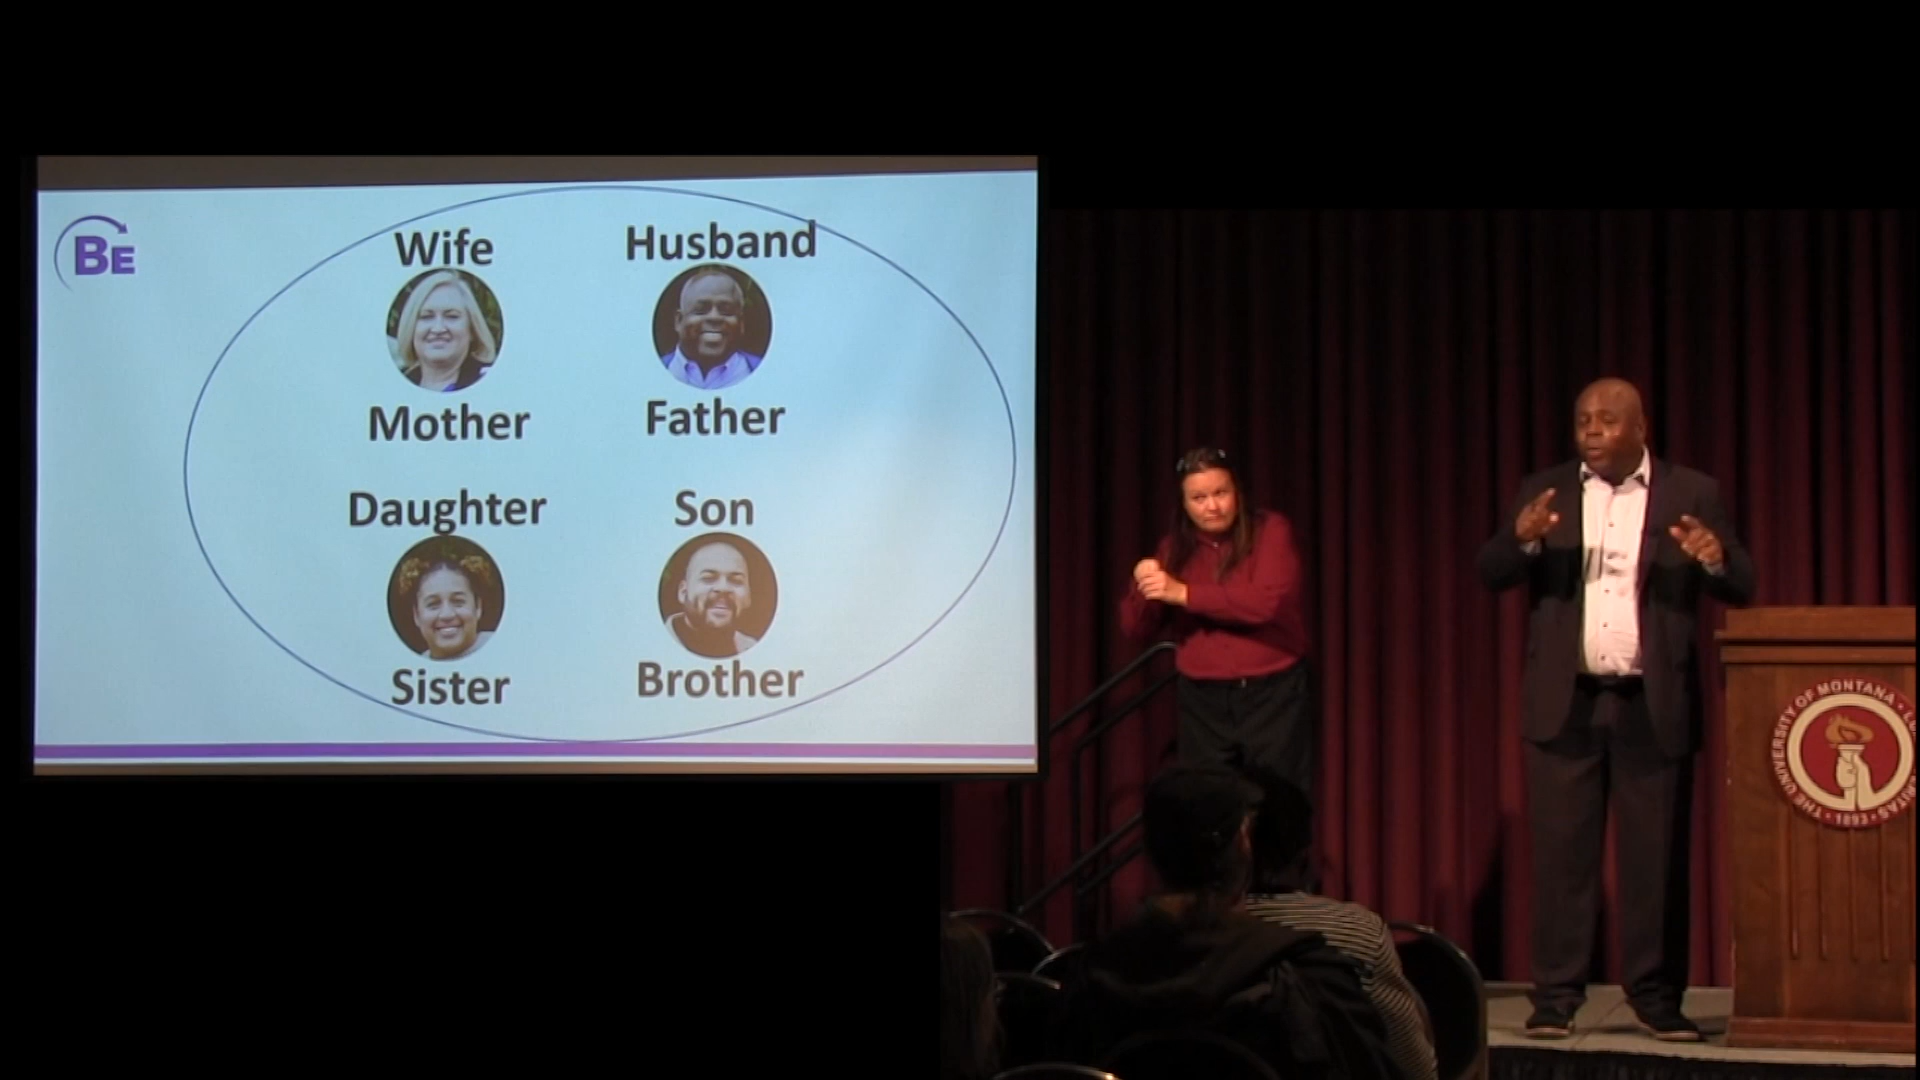 BE
Wife Husband
Mother Father
Daughter Son
Sister Brother
THE UNIVERSITY OF MONTANA
1893